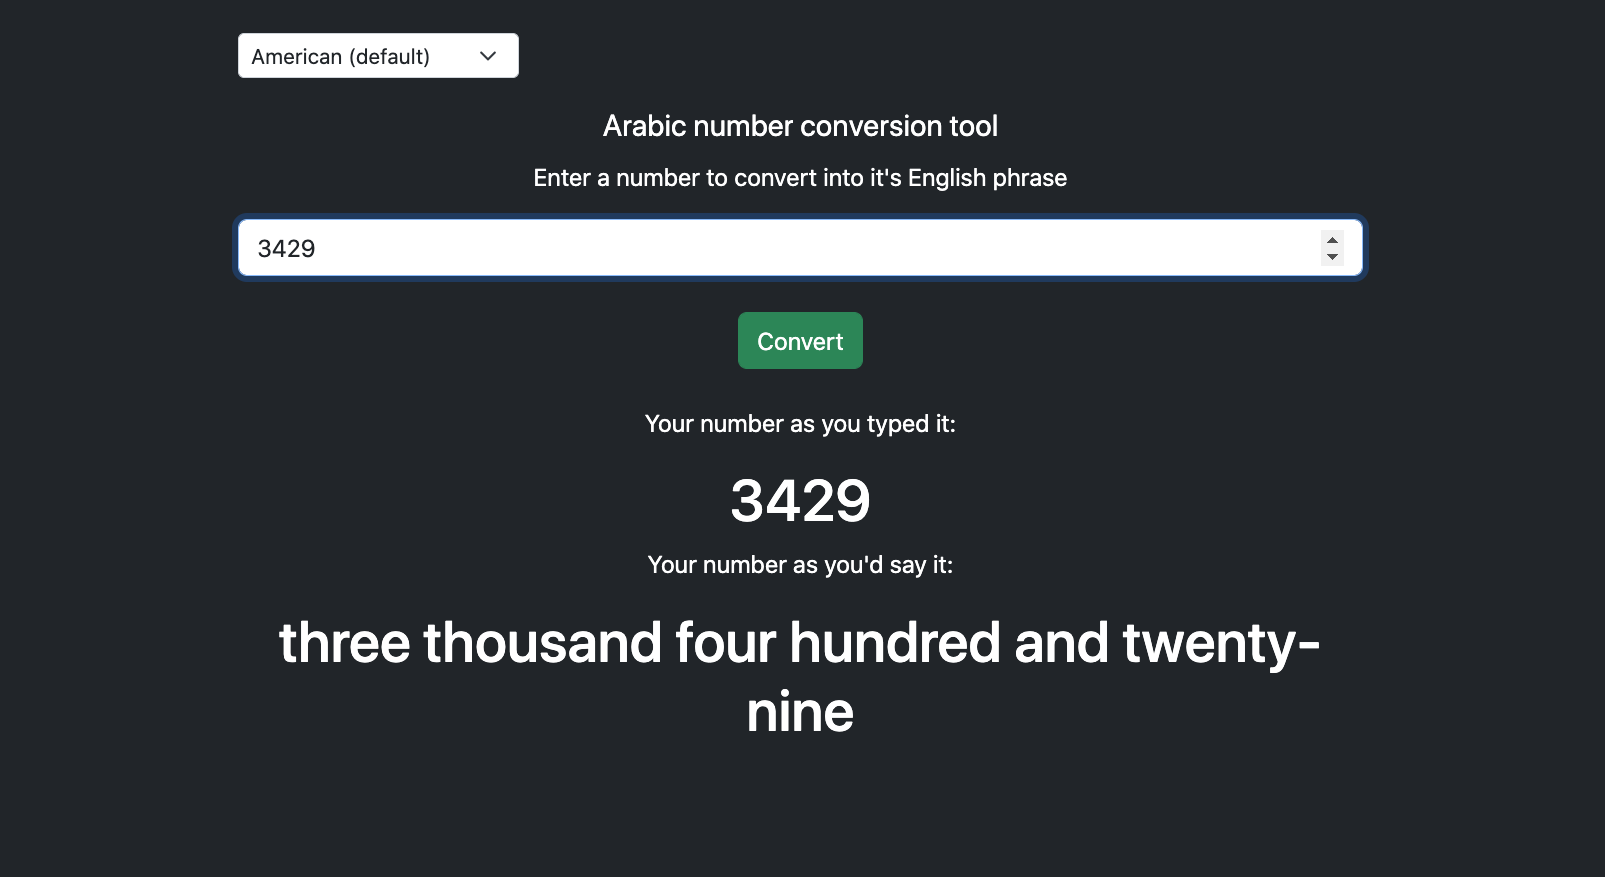 American (default)
Arabic number conversion tool
Enter a number to convert into it's English phrase
3429
Convert
Your number as you typed it:
3429
Your number as you'd say it:
three thousand four hundred and twenty-
nine